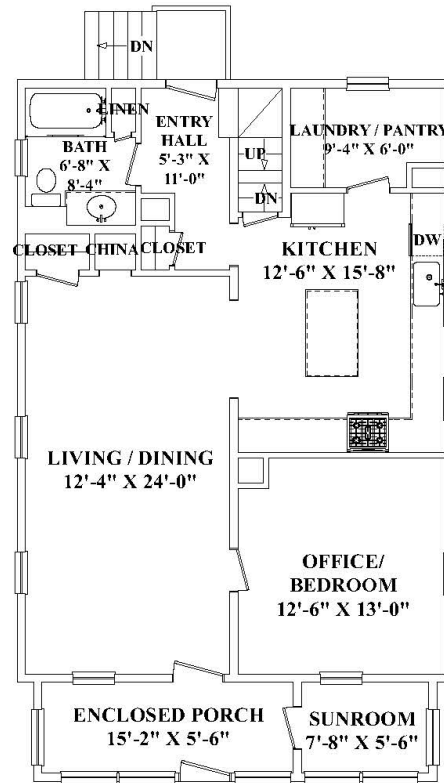 DN
LINEN
BATH
6'-8" X
8'-4"
ENTRY
HALL
5'-3" X
11'-0"
UP
DN
LAUNDRY / PANTRY
9'-4" X 6'-0"
CLOSET
CHINA
CLOSET
KITCHEN
12'-6" X 15'-8"
DW
LIVING / DINING
12'-4" X 24'-0"
OFFICE/
BEDROOM
12'-6" X 13'-0"
ENCLOSED PORCH
15'-2" X 5'-6"
SUNROOM
7'-8" X 5'-6"